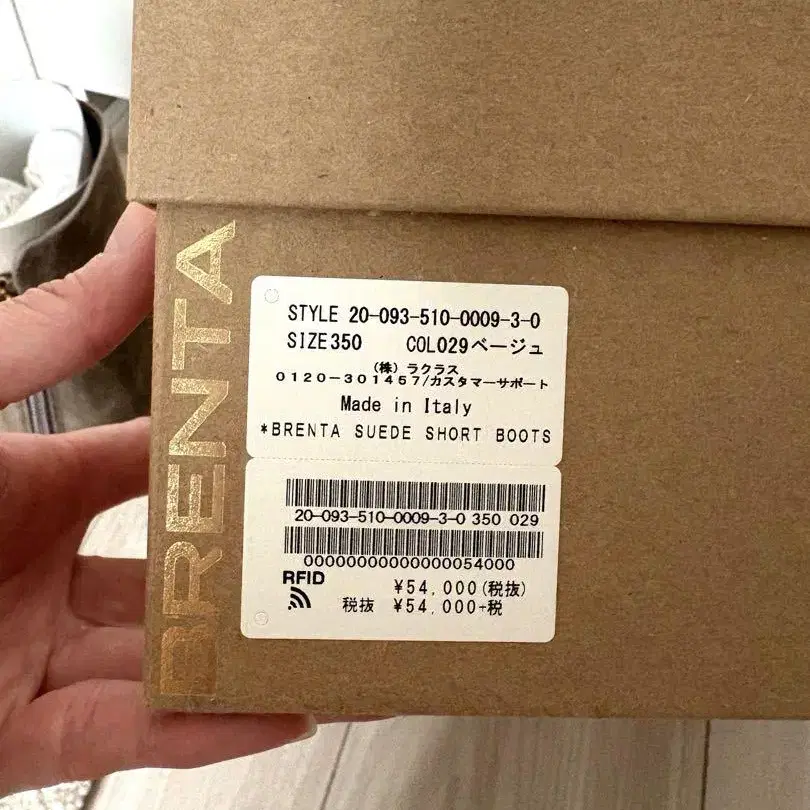 BRENTA
STYLE 20-093-510-0009-3-0
SIZE350 COL029ベージュ
(株) ラクラス
0120-301457/カスタマーサポート
Made in Italy
*BRENTA SUEDE SHORT BOOTS
20-093-510-0009-3-0 350 029
00000000000000054000
RFID
¥54,000(税抜)
税抜 ¥54,000+税